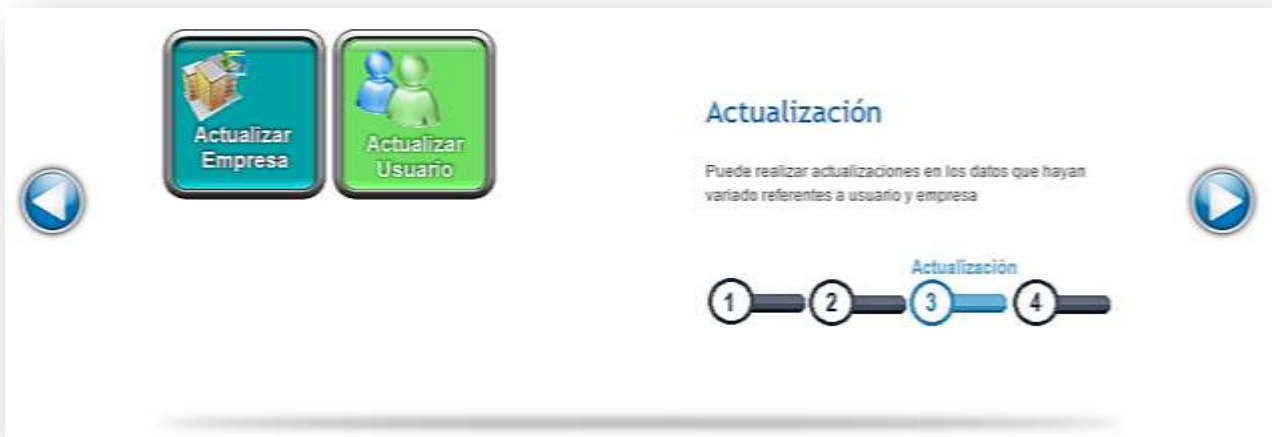 Actualizar
Empresa
Actualizar
Usuario
Actualización
Puede realizar actualizaciones en los datos que hayan
variado referentes a usuario y empresa
Actualización
1 2 3 4